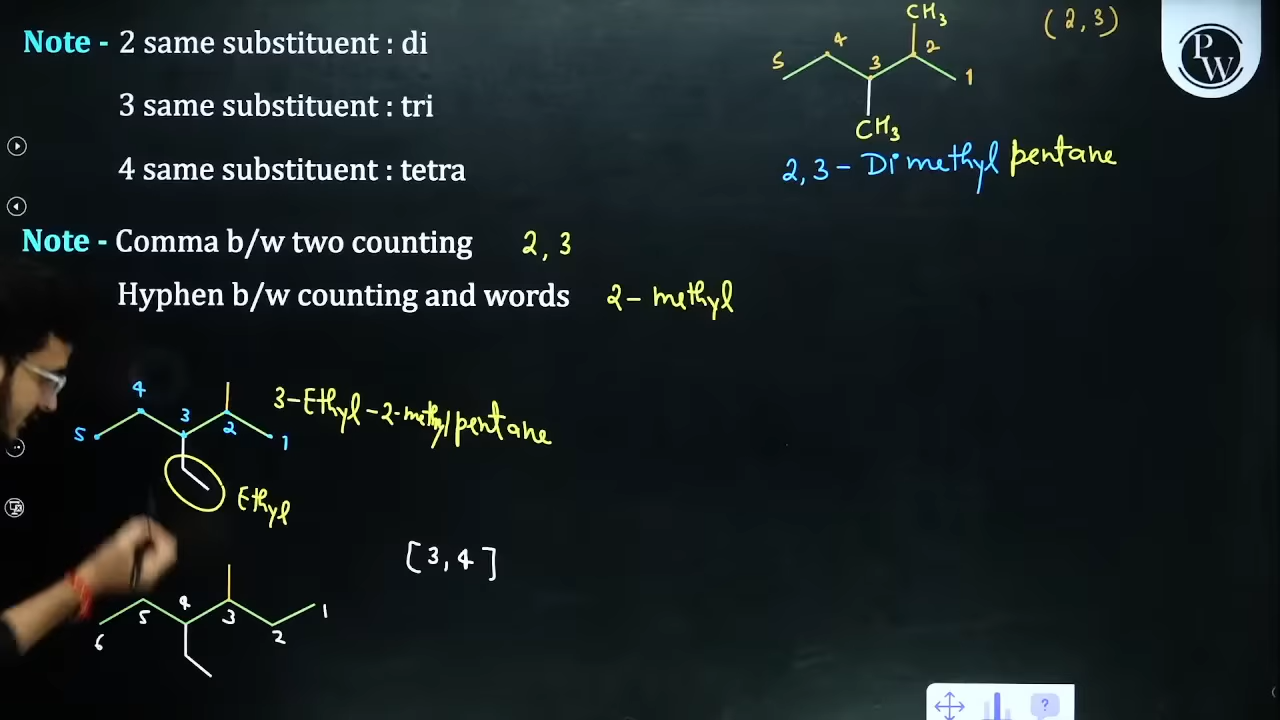 Note - 2 same substituent : di
3 same substituent : tri
4 same substituent : tetra
CH3
(2,3)
5 4 3 2 1
CH3
2,3-Dimethyl pentane
PW
Note - Comma b/w two counting 2, 3
Hyphen b/w counting and words 2- methyl
5 4 3 2 1
3-Ethyl-2-methylpentane
Ethyl
[3,4]
6 5 4 3 2 1
?